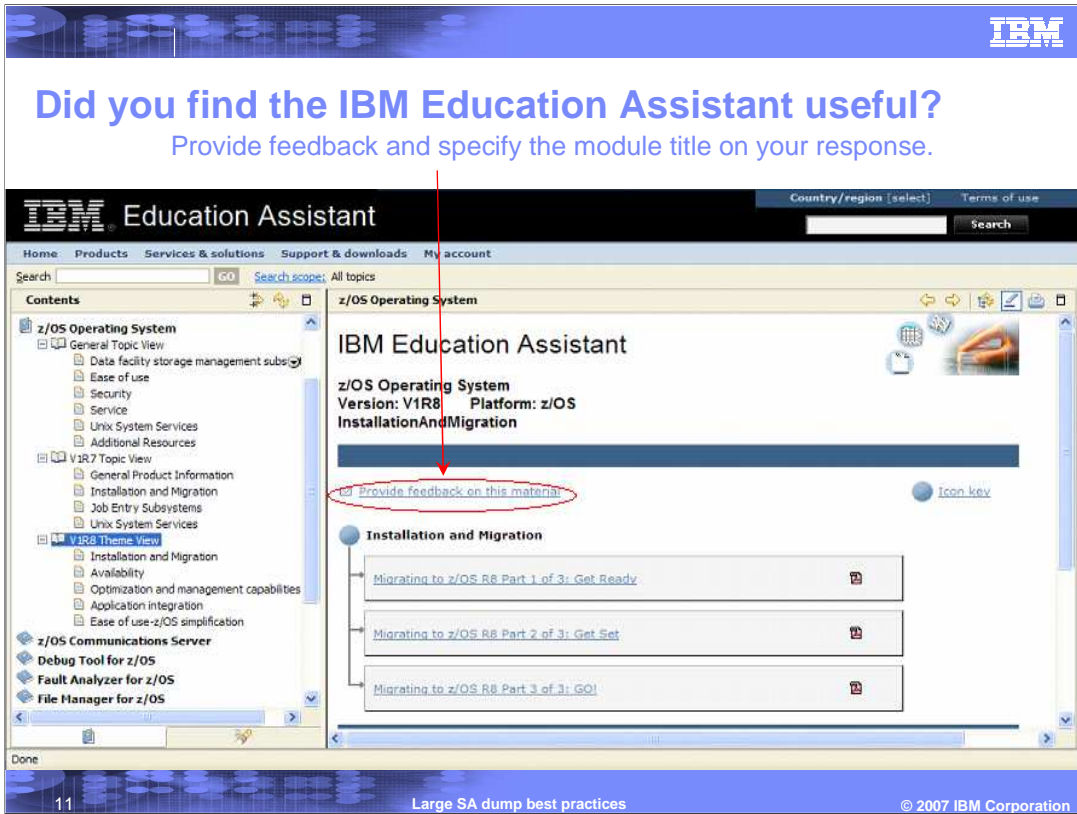 IBM
Did you find the IBM Education Assistant useful?
Provide feedback and specify the module title on your response.
Country/region [select] Terms of use
IBM® Education Assistant
Search
Home Products Services & solutions Support & downloads My account
Search GO Search scope: All topics
Contents
z/OS Operating System
General Topic View
Data facility storage management subs
Ease of use
Security
Service
Unix System Services
Additional Resources
V1R7 Topic View
General Product Information
Installation and Migration
Job Entry Subsystems
Unix System Services
V1R8 Theme View
Installation and Migration
Availability
Optimization and management capabilities
Application integration
Ease of use-z/OS simplification
z/OS Communications Server
Debug Tool for z/OS
Fault Analyzer for z/OS
File Manager for z/OS
z/OS Operating System
IBM Education Assistant
z/OS Operating System
Version: V1R8 Platform: z/OS
InstallationAndMigration
Provide feedback on this material
Icon key
Installation and Migration
Migrating to z/OS R8 Part 1 of 3: Get Ready
Migrating to z/OS R8 Part 2 of 3: Get Set
Migrating to z/OS R8 Part 3 of 3: GO!
Done
11
Large SA dump best practices
© 2007 IBM Corporation